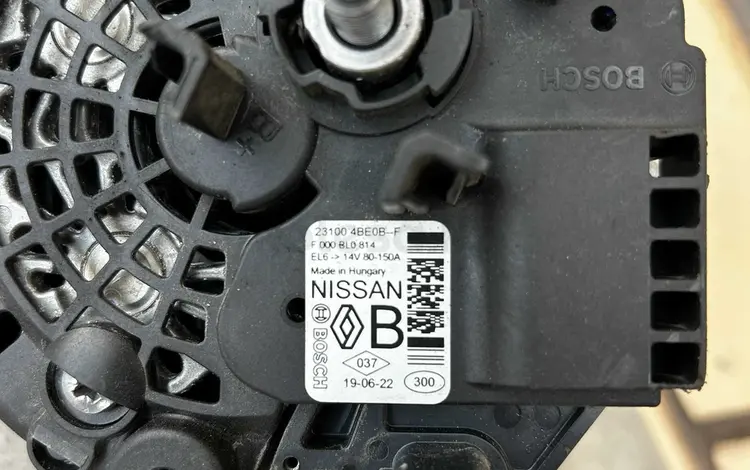 BOSCH
BOSCH
B+
23100 4BE0B--F
F 000 BL0 814
EL6 -> 14V 80-150A
Made in Hungary
NISSAN
B
BOSCH
037
19-06-22
300